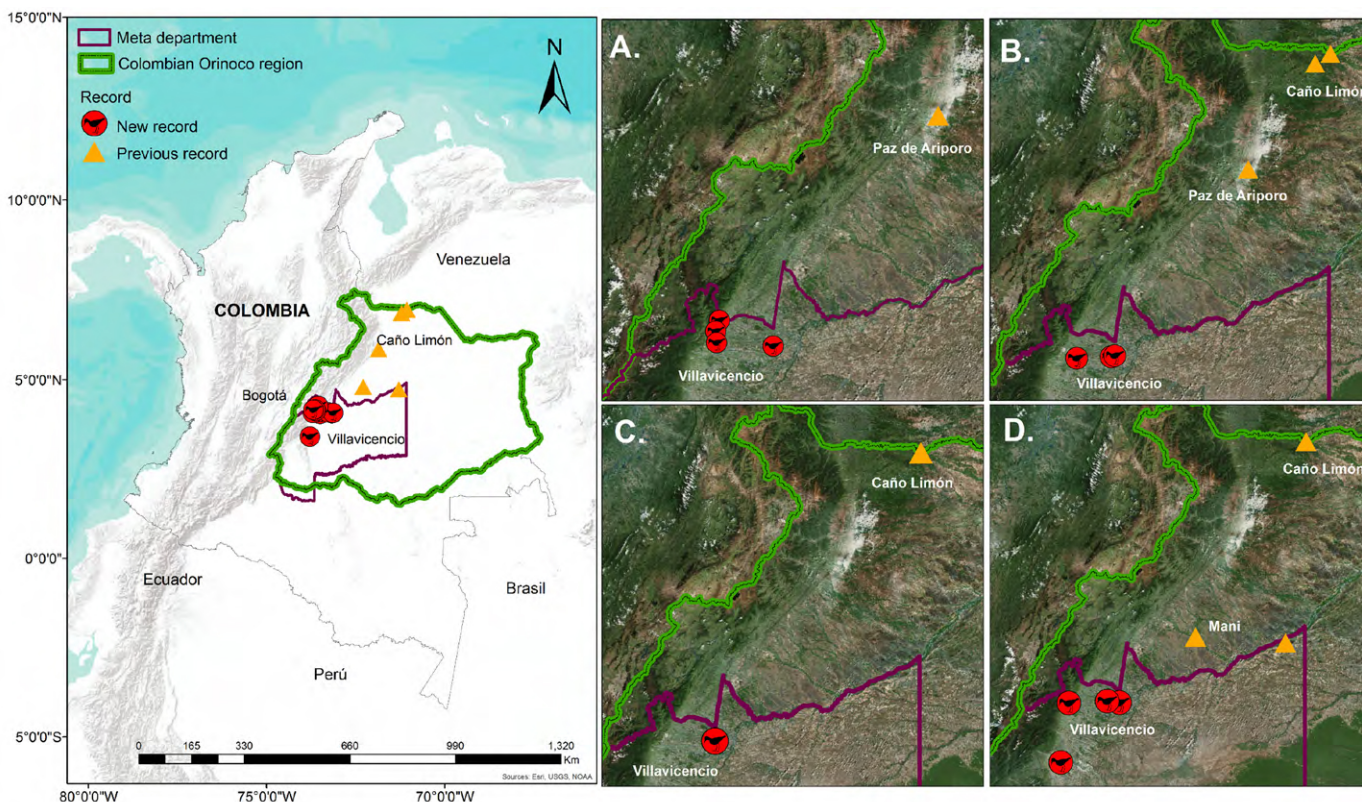 15°0'0"N
10°0'0"N
5°0'0"N
0°0'0"
5°0'0"S
80°0'0"W
75°0'0"W
70°0'0"W
Meta department
Colombian Orinoco region
Record
New record
Previous record
N
Venezuela
COLOMBIA
Caño Limón
Bogotá
Villavicencio
Ecuador
Brasil
Perú
0 165 330 660 990 1,320
Km
Sources: Esri, USGS, NOAA
A.
Paz de Ariporo
Villavicencio
B.
Caño Limón
Paz de Ariporo
Villavicencio
C.
Caño Limón
Villavicencio
D.
Caño Limón
Mani
Villavicencio